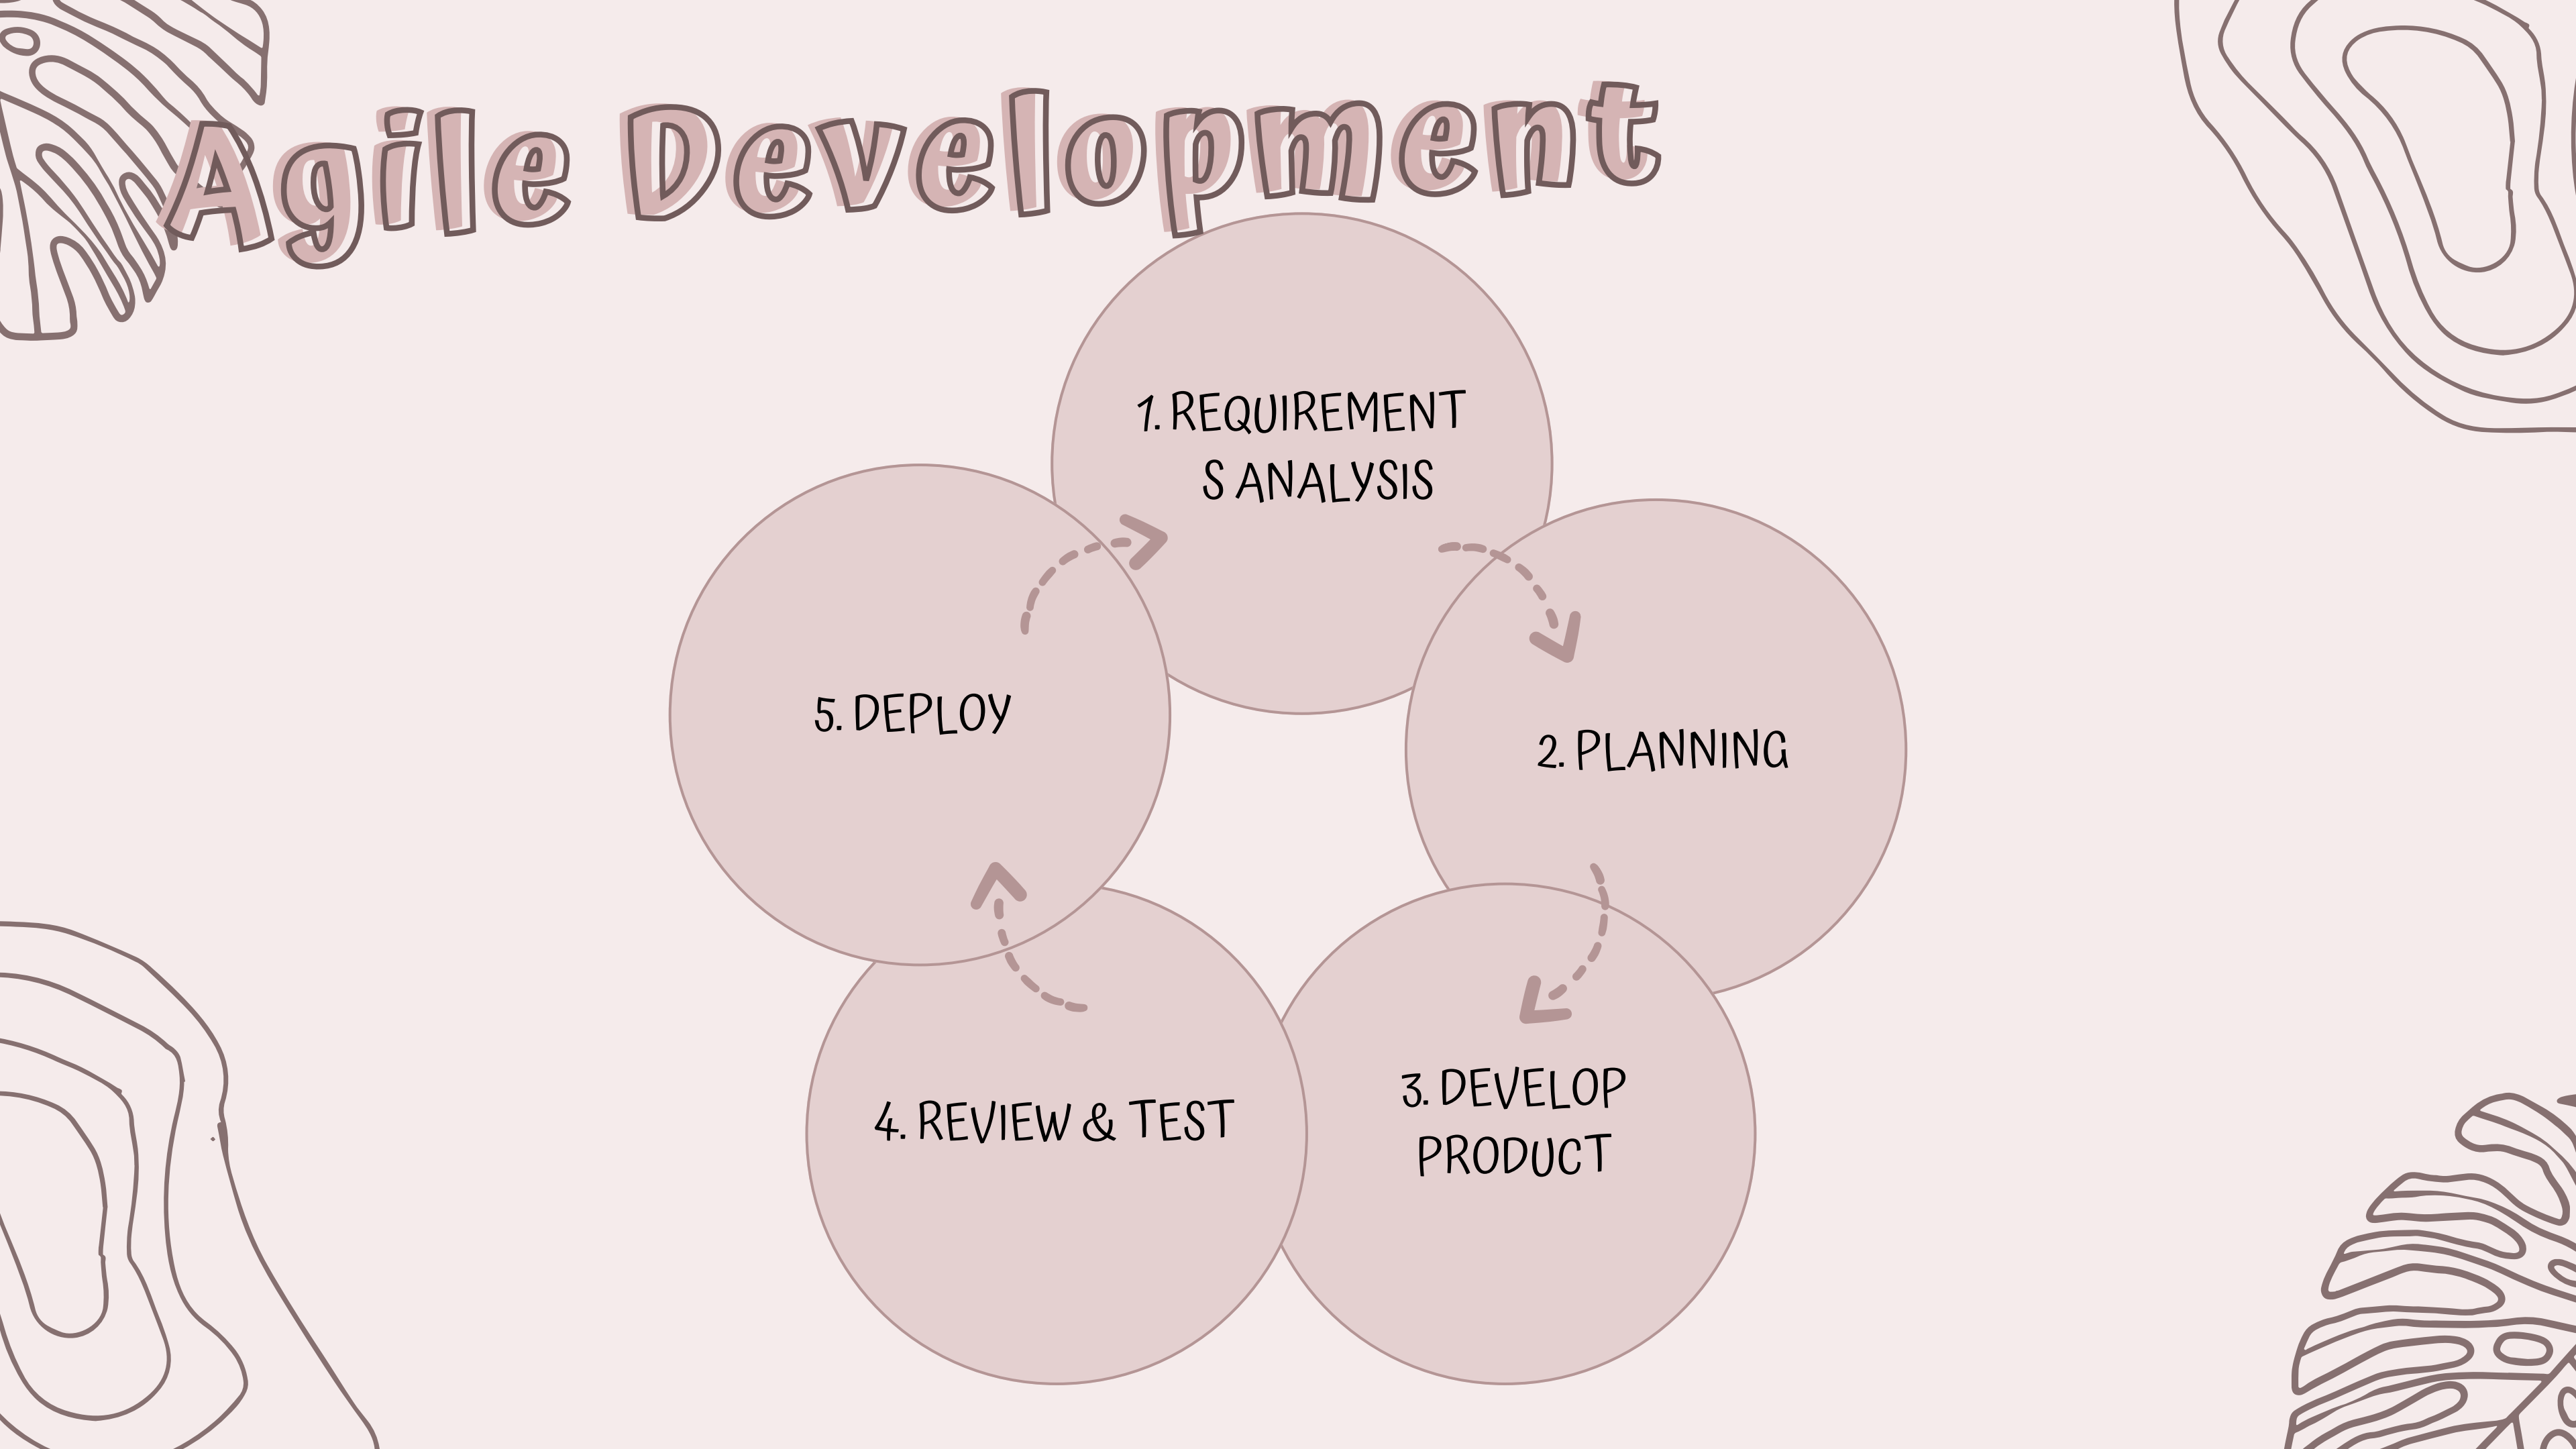 Agile Development
1. REQUIREMENT
S ANALYSIS
2. PLANNING
3. DEVELOP
PRODUCT
4. REVIEW & TEST
5. DEPLOY